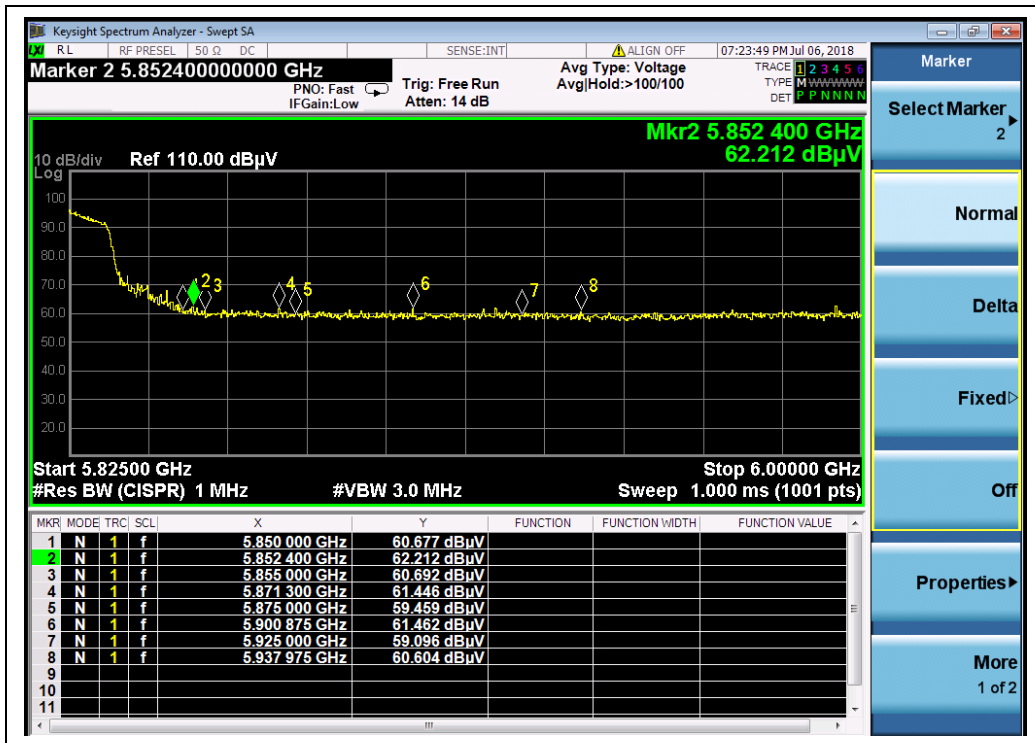 Keysight Spectrum Analyzer - Swept SA
LXI RL RF PRESEL 50 Ω DC SENSE:INT ALIGN OFF 07:23:49 PM Jul 06, 2018
Marker 2 5.852400000000 GHz
PNO: Fast
IFGain:Low
Trig: Free Run
Atten: 14 dB
Avg Type: Voltage
Avg|Hold:>100/100
TRACE 1 2 3 4 5 6
TYPE M W W W W W
DET P P N N N N
Mkr2 5.852 400 GHz
62.212 dBµV
10 dB/div Ref 110.00 dBµV
Log
100
90.0
80.0
70.0
60.0
50.0
40.0
30.0
20.0
2 3 4 5 6 7 8
Start 5.82500 GHz Stop 6.00000 GHz
#Res BW (CISPR) 1 MHz #VBW 3.0 MHz Sweep 1.000 ms (1001 pts)
MKR MODE TRC SCL X Y FUNCTION FUNCTION WIDTH FUNCTION VALUE
1 N 1 f 5.850 000 GHz 60.677 dBµV
2 N 1 f 5.852 400 GHz 62.212 dBµV
3 N 1 f 5.855 000 GHz 60.692 dBµV
4 N 1 f 5.871 300 GHz 61.446 dBµV
5 N 1 f 5.875 000 GHz 59.459 dBµV
6 N 1 f 5.900 875 GHz 61.462 dBµV
7 N 1 f 5.925 000 GHz 59.096 dBµV
8 N 1 f 5.937 975 GHz 60.604 dBµV
9
10
11
Marker
Select Marker
2
Normal
Delta
Fixed
Off
Properties
More
1 of 2